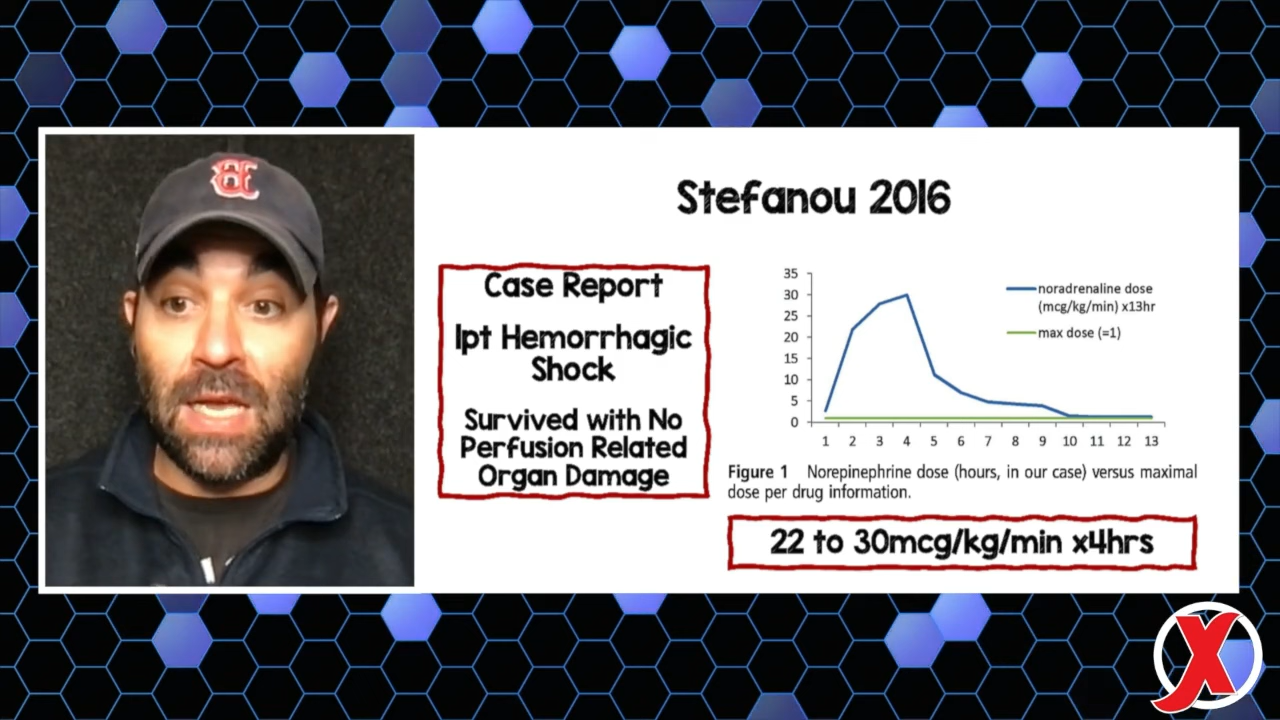 Stefanou 2016
Case Report
1pt Hemorrhagic
Shock
Survived with No
Perfusion Related
Organ Damage
35
30
25
20
15
10
5
0
1 2 3 4 5 6 7 8 9 10 11 12 13
noradrenaline dose
(mcg/kg/min) x13hr
max dose (=1)
Figure 1 Norepinephrine dose (hours, in our case) versus maximal
dose per drug information.
22 to 30mcg/kg/min x4hrs